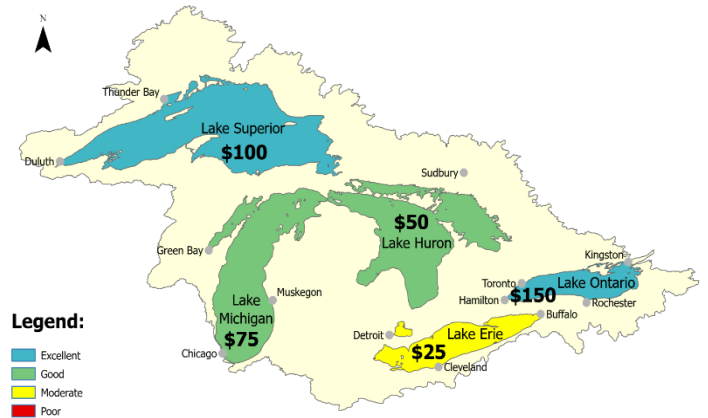 N
Thunder Bay
Lake Superior
$100
Duluth
Sudbury
$50
Lake Huron
Green Bay
Kingston
Toronto
Lake Ontario
Hamilton
$150
Rochester
Muskegon
Lake
Michigan
$75
Buffalo
Detroit
Lake Erie
$25
Chicago
Cleveland
Legend:
Excellent
Good
Moderate
Poor